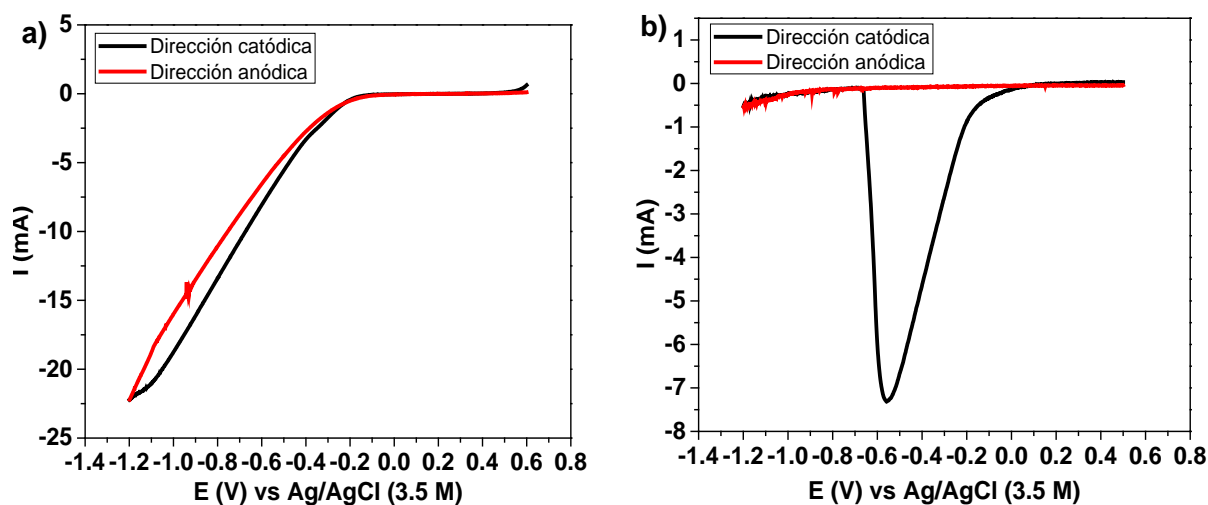 a)
Dirección catódica
Dirección anódica
5
0
-5
-10
-15
-20
-25
I (mA)
-1.4 -1.2 -1.0 -0.8 -0.6 -0.4 -0.2 0.0 0.2 0.4 0.6 0.8
E (V) vs Ag/AgCl (3.5 M)
b)
Dirección catódica
Dirección anódica
1
0
-1
-2
-3
-4
-5
-6
-7
-8
I (mA)
-1.4 -1.2 -1.0 -0.8 -0.6 -0.4 -0.2 0.0 0.2 0.4 0.6 0.8
E (V) vs Ag/AgCl (3.5 M)